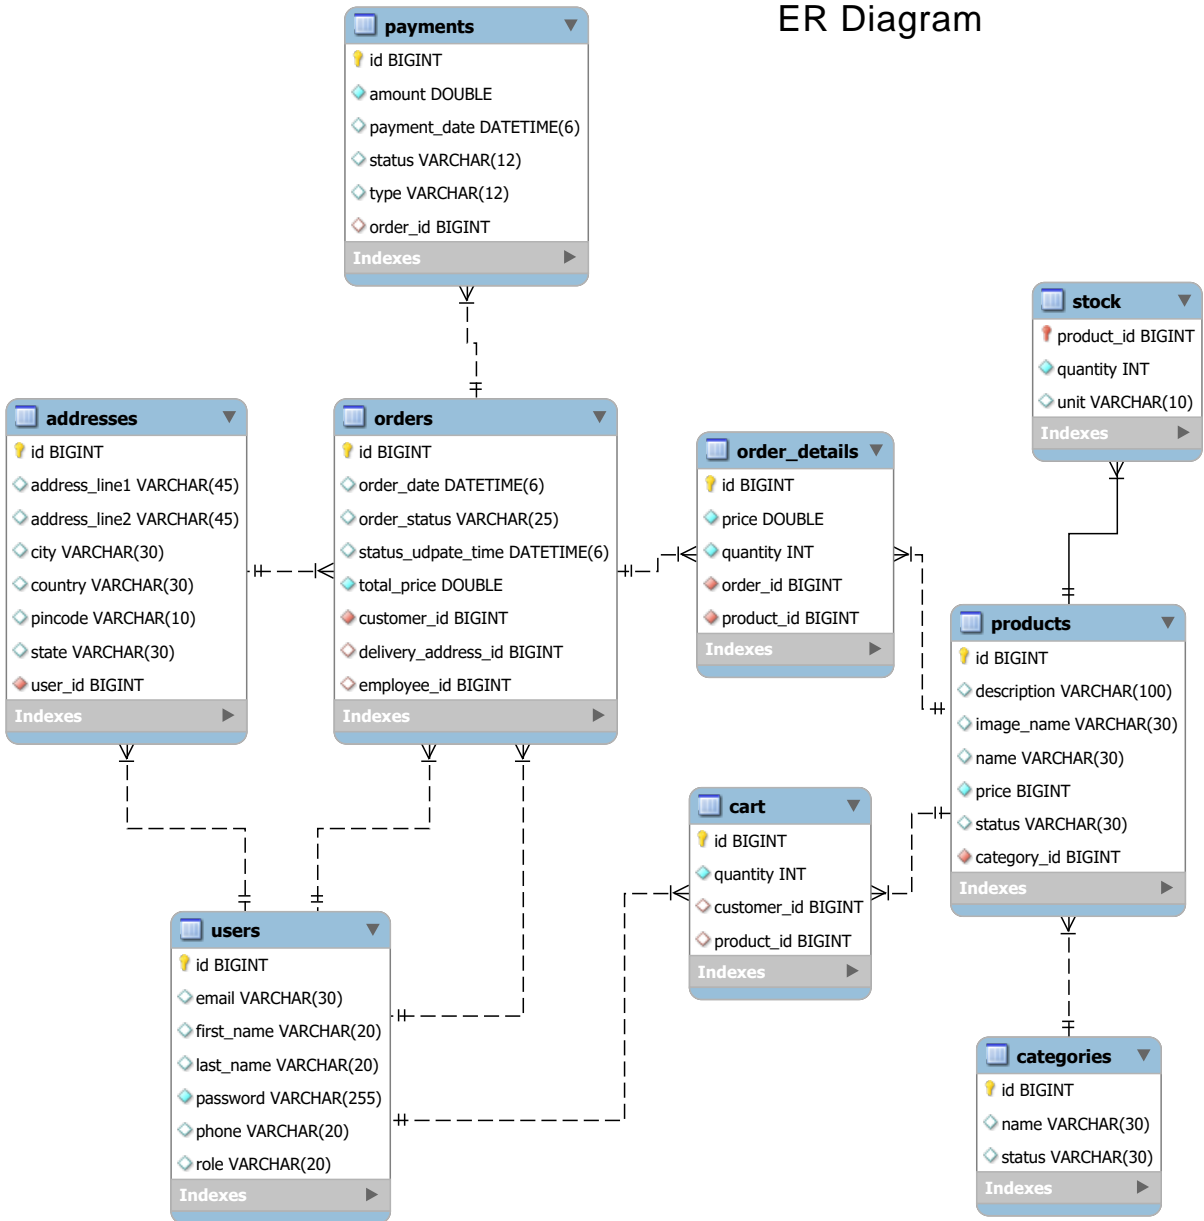 ER Diagram
payments
id BIGINT
amount DOUBLE
payment_date DATETIME(6)
status VARCHAR(12)
type VARCHAR(12)
order_id BIGINT
Indexes
stock
product_id BIGINT
quantity INT
unit VARCHAR(10)
Indexes
addresses
id BIGINT
address_line1 VARCHAR(45)
address_line2 VARCHAR(45)
city VARCHAR(30)
country VARCHAR(30)
pincode VARCHAR(10)
state VARCHAR(30)
user_id BIGINT
Indexes
orders
id BIGINT
order_date DATETIME(6)
order_status VARCHAR(25)
status_udpate_time DATETIME(6)
total_price DOUBLE
customer_id BIGINT
delivery_address_id BIGINT
employee_id BIGINT
Indexes
order_details
id BIGINT
price DOUBLE
quantity INT
order_id BIGINT
product_id BIGINT
Indexes
products
id BIGINT
description VARCHAR(100)
image_name VARCHAR(30)
name VARCHAR(30)
price BIGINT
status VARCHAR(30)
category_id BIGINT
Indexes
cart
id BIGINT
quantity INT
customer_id BIGINT
product_id BIGINT
Indexes
users
id BIGINT
email VARCHAR(30)
first_name VARCHAR(20)
last_name VARCHAR(20)
password VARCHAR(255)
phone VARCHAR(20)
role VARCHAR(20)
Indexes
categories
id BIGINT
name VARCHAR(30)
status VARCHAR(30)
Indexes